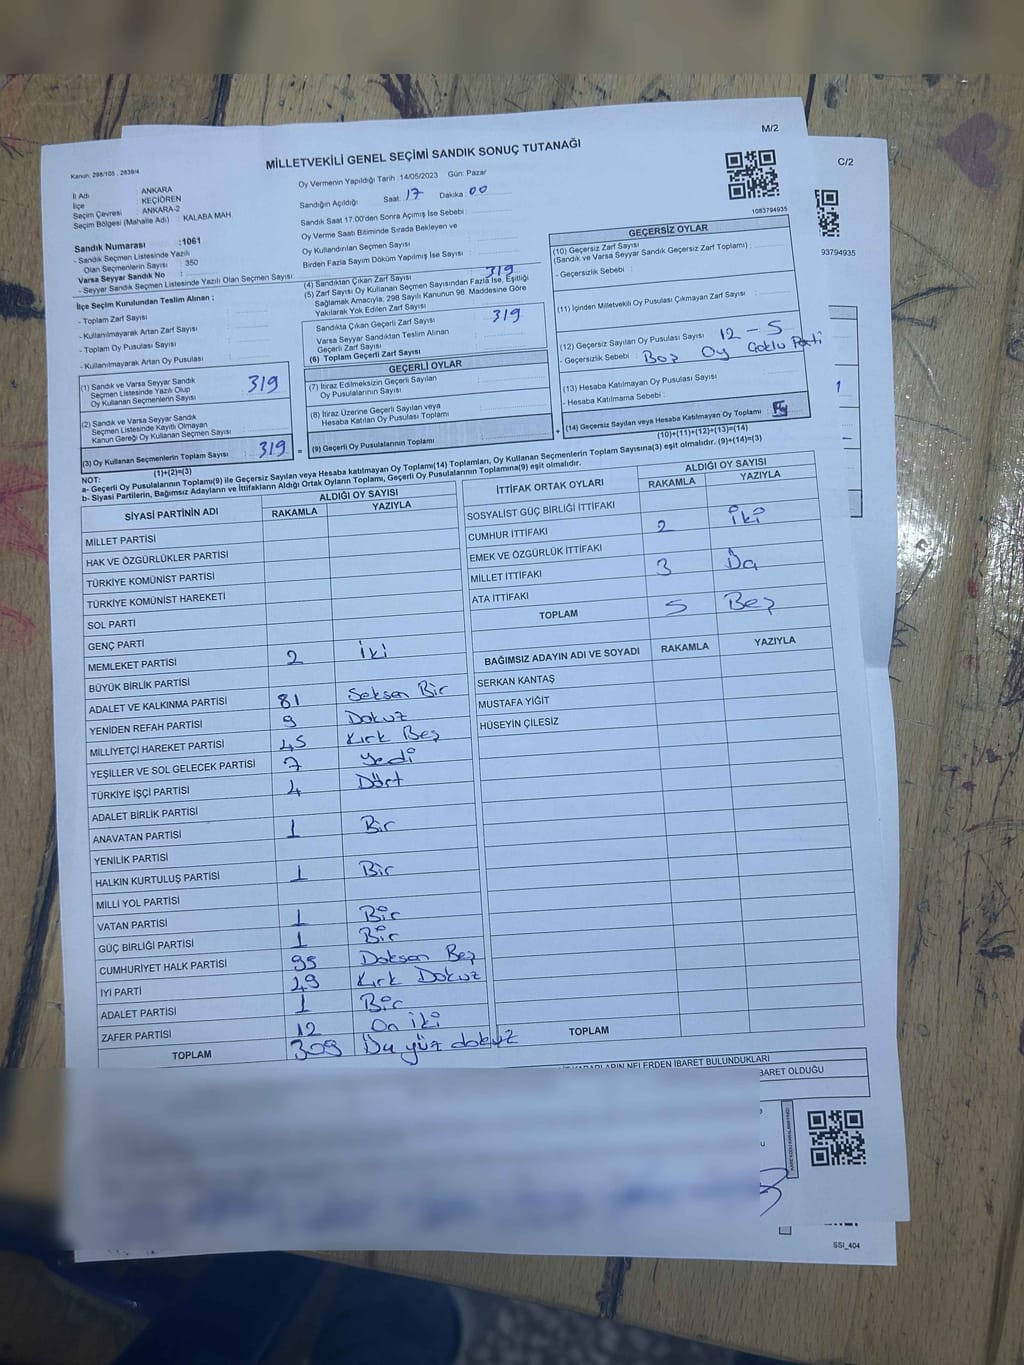 M/2
C/2
MİLLETVEKİLİ GENEL SEÇİMİ SANDIK SONUÇ TUTANAĞI
Kanun, 298/105 , 2839/4
İl Adı : ANKARA
İlçe : KEÇİÖREN
Seçim Çevresi : ANKARA-2
Seçim Bölgesi (Mahalle Adı) : KALABA MAH
Sandık Numarası :1061
- Sandık Seçmen Listesinde Yazılı
Olan Seçmenlerin Sayısı : 350
Varsa Seyyar Sandık No :
- Seyyar Sandık Seçmen Listesinde Yazılı Olan Seçmen Sayısı:
Oy Vermenin Yapıldığı Tarih :14/05/2023 Gün: Pazar
Sandığın Açıldığı Saat: 17 Dakika: 00
Sandık Saat 17.00'den Sonra Açımış İse Sebebi :
Oy Verme Saati Bitiminde Sırada Bekleyen ve
Oy Kullandırılan Seçmen Sayısı :
Birden Fazla Sayım Döküm Yapılmış İse Sayısı :
1083794935
93794935
İlçe Seçim Kurulundan Teslim Alınan ;
- Toplam Zarf Sayısı :
- Kullanılmayarak Artan Zarf Sayısı :
- Toplam Oy Pusulası Sayısı :
- Kullanılmayarak Artan Oy Pusulası :
(1) Sandık ve Varsa Seyyar Sandık
Seçmen Listesinde Yazılı Olup
Oy Kullanan Seçmenlerin Sayısı 319
(2) Sandık ve Varsa Seyyar Sandık
Seçmen Listesinde Kayıtlı Olmayan
Kanun Gereği Oy Kullanan Seçmen Sayısı
(3) Oy Kullanan Seçmenlerin Toplam Sayısı 319
(1)+(2)=(3)
(4) Sandıktan Çıkan Zarf Sayısı 319
(5) Zarf Sayısı Oy Kullanan Seçmen Sayısından Fazla İse, Eşitliği
Sağlamak Amacıyla, 298 Sayılı Kanunun 98. Maddesine Göre
Yakılarak Yok Edilen Zarf Sayısı
Sandıkta Çıkan Geçerli Zarf Sayısı 319
Varsa Seyyar Sandıktan Teslim Alınan
Geçerli Zarf Sayısı
(6) Toplam Geçerli Zarf Sayısı
GEÇERLİ OYLAR
(7) İtiraz Edilmeksizin Geçerli Sayılan
Oy Pusulalarının Sayısı :
(8) İtiraz Üzerine Geçerli Sayılan veya
Hesaba Katılan Oy Pusulası Toplamı :
= (9) Geçerli Oy Pusulalarının Toplamı : +
GEÇERSİZ OYLAR
(10) Geçersiz Zarf Sayısı
(Sandık ve Varsa Seyyar Sandık Geçersiz Zarf Toplamı) :
- Geçersizlik Sebebi :
(11) İçinden Milletvekili Oy Pusulası Çıkmayan Zarf Sayısı :
(12) Geçersiz Sayılan Oy Pusulası Sayısı : 12 - 5
- Geçersizlik Sebebi : Boş Oy Çoklu Parti
(13) Hesaba Katılmayan Oy Pusulası Sayısı :
- Hesaba Katılmama Sebebi :
(14) Geçersiz Sayılan veya Hesaba Katılmayan Oy Toplamı :
(10)+(11)+(12)+(13)=(14)
1
NOT:
a- Geçerli Oy Pusulalarının Toplamı(9) ile Geçersiz Sayılan veya Hesaba katılmayan Oy Toplamı(14) Toplamları, Oy Kullanan Seçmenlerin Toplam Sayısına(3) eşit olmalıdır. (9)+(14)=(3)
b- Siyasi Partilerin, Bağımsız Adayların ve İttifakların Aldığı Ortak Oyların Toplamı, Geçerli Oy Pusulalarının Toplamına(9) eşit olmalıdır.
SİYASİ PARTİNİN ADI ALDIĞI OY SAYISI
RAKAMLA YAZIYLA
MİLLET PARTİSİ
HAK VE ÖZGÜRLÜKLER PARTİSİ
TÜRKİYE KOMÜNİST PARTİSİ
TÜRKİYE KOMÜNİST HAREKETİ
SOL PARTİ
GENÇ PARTİ
MEMLEKET PARTİSİ 2 İki
BÜYÜK BİRLİK PARTİSİ
ADALET VE KALKINMA PARTİSİ 81 Seksen Bir
YENİDEN REFAH PARTİSİ 9 Dokuz
MİLLİYETÇİ HAREKET PARTİSİ 45 Kırk Beş
YEŞİLLER VE SOL GELECEK PARTİSİ 7 Yedi
TÜRKİYE İŞÇİ PARTİSİ 4 Dört
ADALET BİRLİK PARTİSİ
ANAVATAN PARTİSİ 1 Bir
YENİLİK PARTİSİ
HALKIN KURTULUŞ PARTİSİ 1 Bir
MİLLİ YOL PARTİSİ
VATAN PARTİSİ 1 Bir
GÜÇ BİRLİĞİ PARTİSİ 1 Bir
CUMHURİYET HALK PARTİSİ 95 Doksan Beş
İYİ PARTİ 49 Kırk Dokuz
ADALET PARTİSİ 1 Bir
ZAFER PARTİSİ 12 On iki
TOPLAM 309 Üç yüz dokuz
İTTİFAK ORTAK OYLARI ALDIĞI OY SAYISI
RAKAMLA YAZIYLA
SOSYALİST GÜÇ BİRLİĞİ İTTİFAKI
CUMHUR İTTİFAKI 2 İki
EMEK VE ÖZGÜRLÜK İTTİFAKI
MİLLET İTTİFAKI 3 Üç
ATA İTTİFAKI
TOPLAM 5 Beş
BAĞIMSIZ ADAYIN ADI VE SOYADI RAKAMLA YAZIYLA
SERKAN KANTAŞ
MUSTAFA YİĞİT
HÜSEYİN ÇİLESİZ
TOPLAM
KARARLARIN NELERDEN İBARET BULUNDUKLARI
BARET OLDUĞU
SSI_404